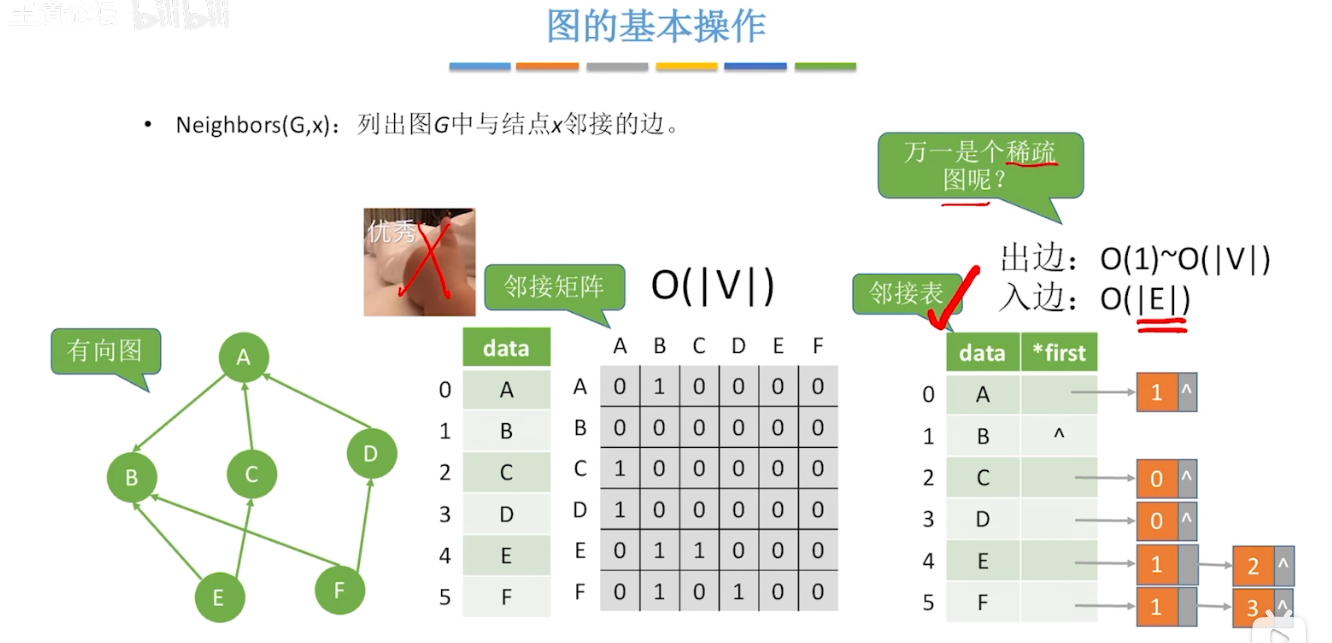 bilibili
图的基本操作
• Neighbors(G,x)：列出图G中与结点x邻接的边。
万一是个稀疏
图呢？
优秀
邻接矩阵
O(|V|)
邻接表
出边：O(1)~O(|V|)
入边：O(|E|)
有向图
A
B
C
D
E
F
data
0 A
1 B
2 C
3 D
4 E
5 F
A B C D E F
A 0 1 0 0 0 0
B 0 0 0 0 0 0
C 1 0 0 0 0 0
D 1 0 0 0 0 0
E 0 1 1 0 0 0
F 0 1 0 1 0 0
data *first
0 A 1 ^
1 B ^
2 C 0 ^
3 D 0 ^
4 E 1 2 ^
5 F 1 3 ^